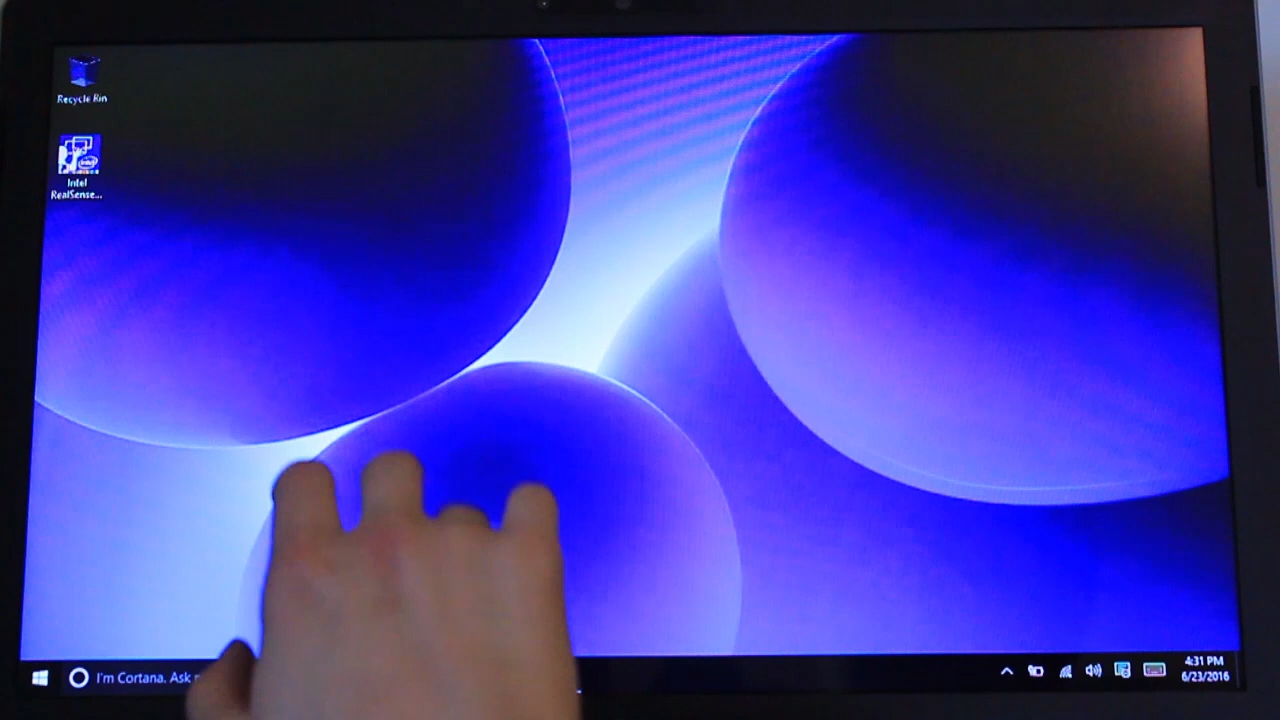 Recycle Bin
Intel
RealSense...
I'm Cortana. Ask
4:31 PM
6/23/2016